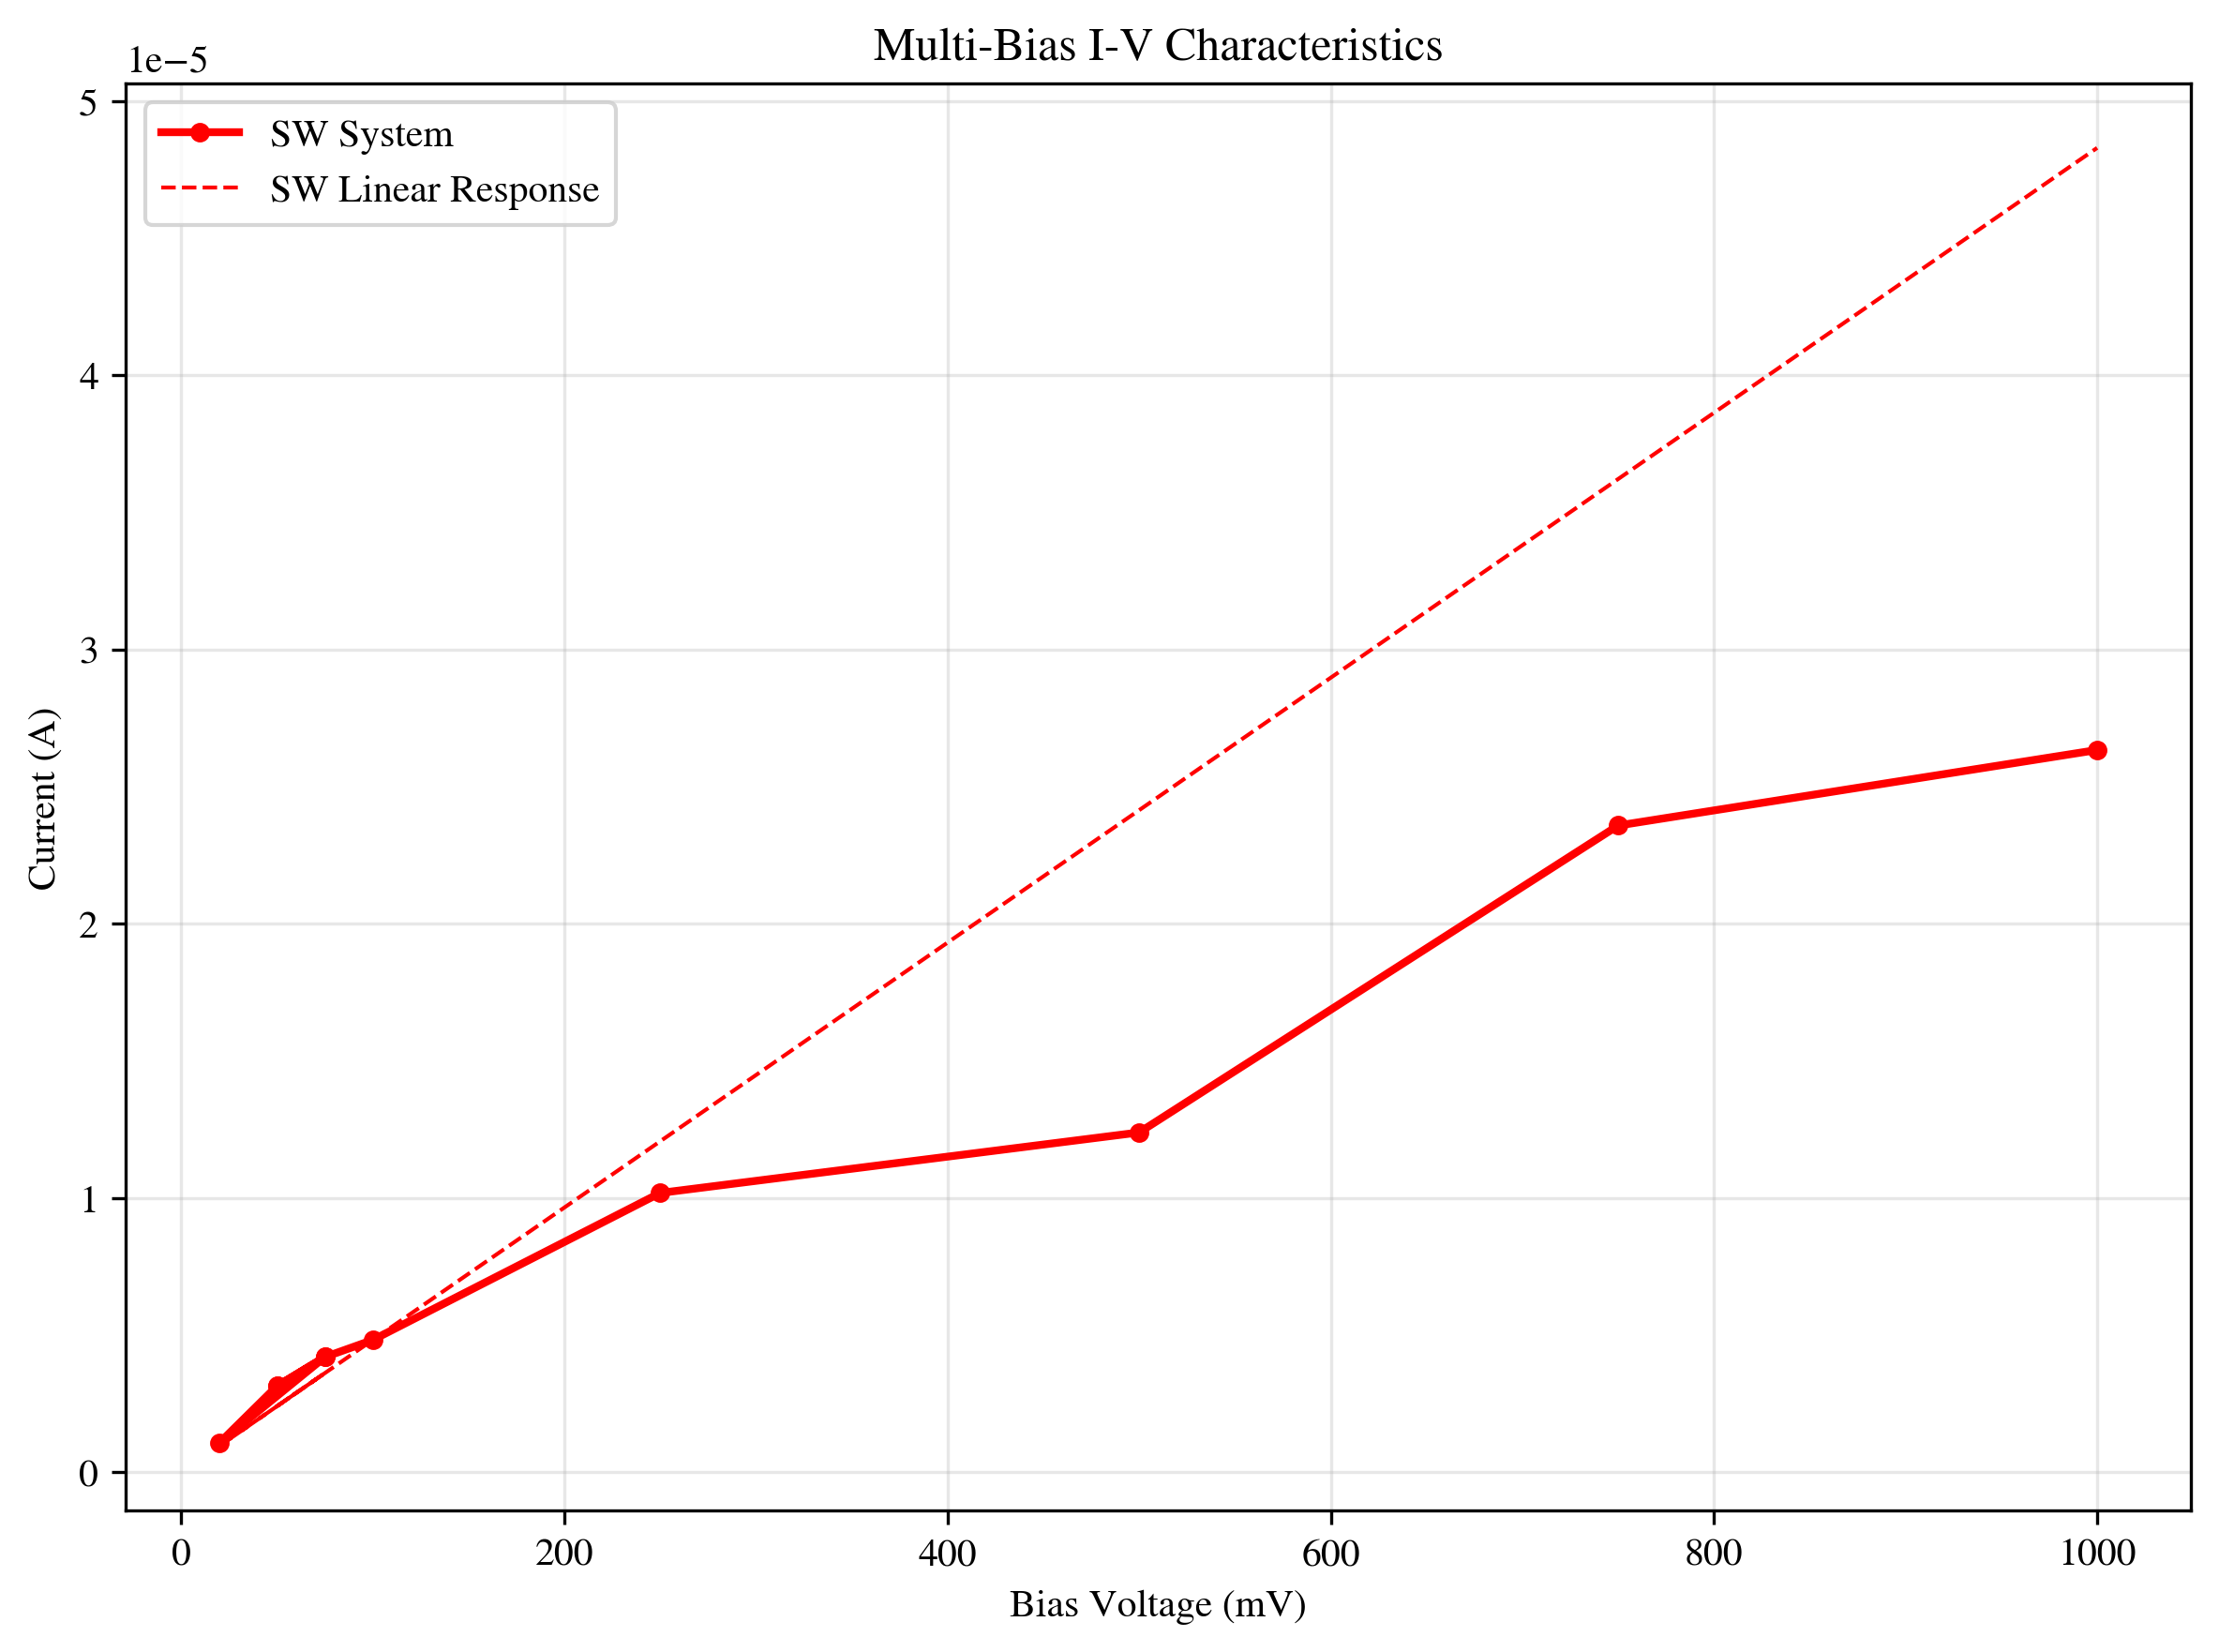 Multi-Bias I-V Characteristics
1e−5
SW System
SW Linear Response
5
4
3
2
1
0
Current (A)
0 200 400 600 800 1000
Bias Voltage (mV)